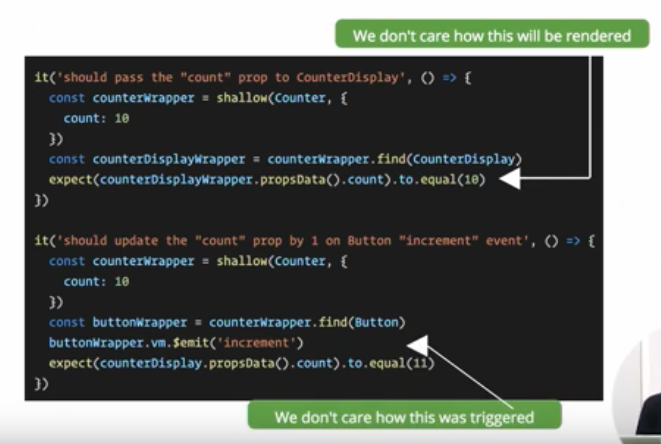 We don't care how this will be rendered
it('should pass the "count" prop to CounterDisplay', () => {
  const counterWrapper = shallow(Counter, {
    count: 10
  })
  const counterDisplayWrapper = counterWrapper.find(CounterDisplay)
  expect(counterDisplayWrapper.propsData().count).to.equal(10)
})
it('should update the "count" prop by 1 on Button "increment" event', () => {
  const counterWrapper = shallow(Counter, {
    count: 10
  })
  const buttonWrapper = counterWrapper.find(Button)
  buttonWrapper.vm.$emit('increment')
  expect(counterDisplay.propsData().count).to.equal(11)
})
We don't care how this was triggered